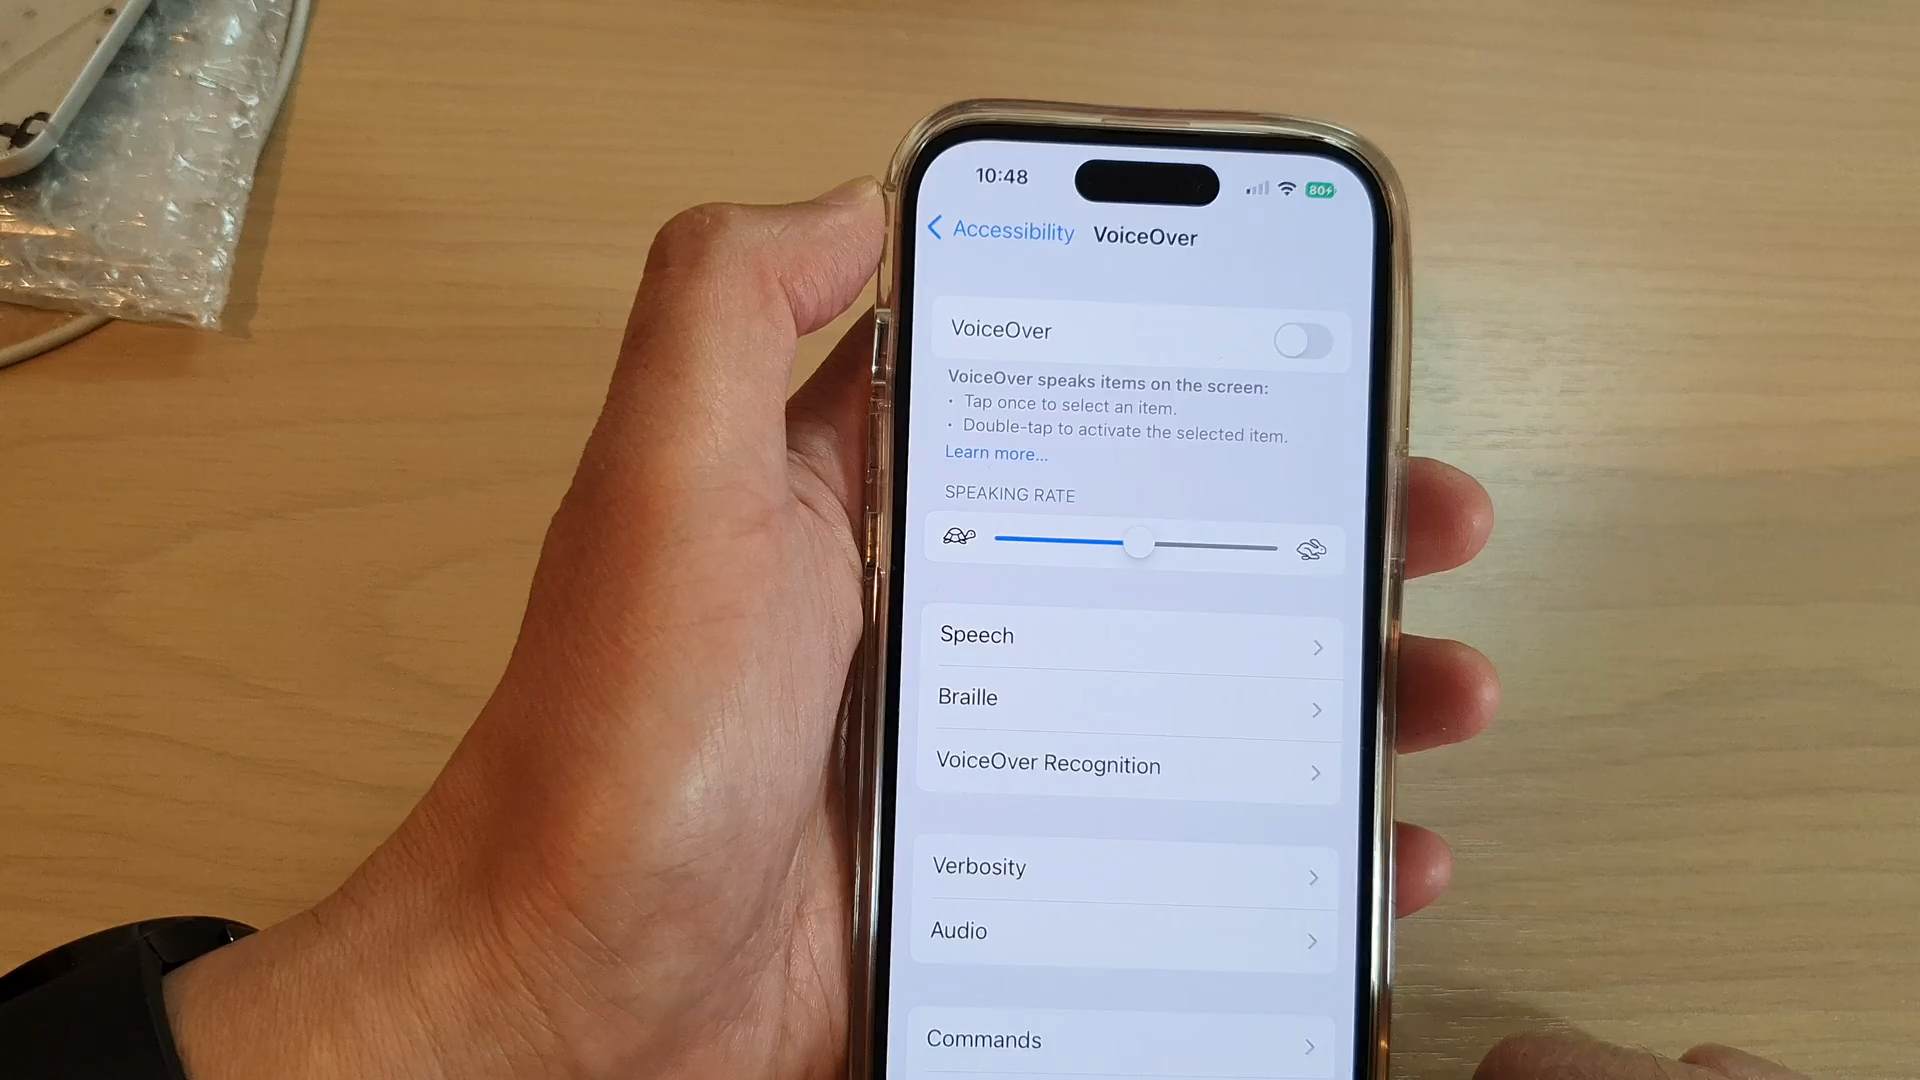 10:48
80
Accessibility VoiceOver
VoiceOver
VoiceOver speaks items on the screen:
• Tap once to select an item.
• Double-tap to activate the selected item.
Learn more...
SPEAKING RATE
Speech
Braille
VoiceOver Recognition
Verbosity
Audio
Commands